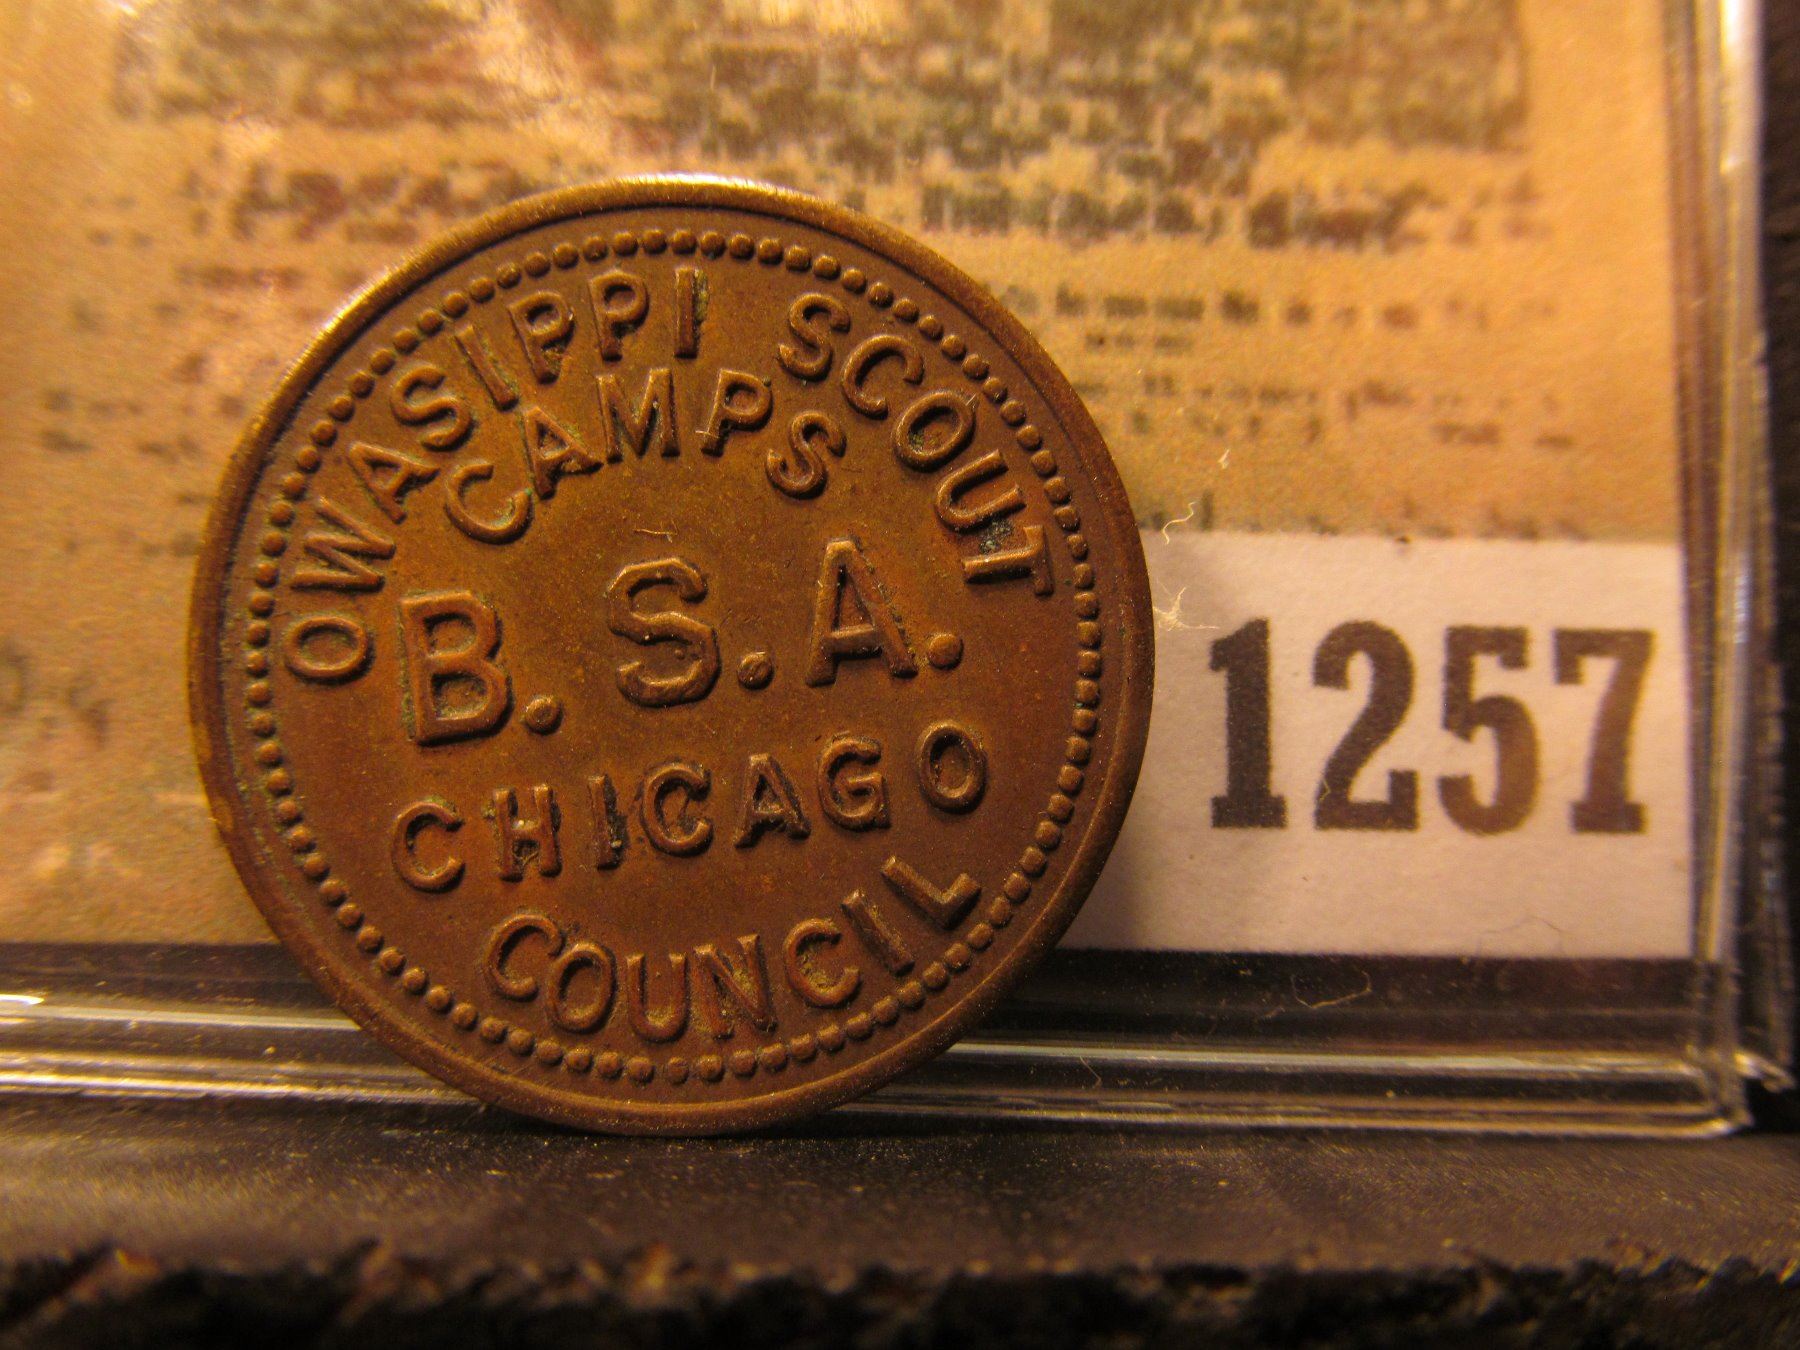 OWASIPPI SCOUT
CAMPS
B. S. A.
CHICAGO
COUNCIL
1257